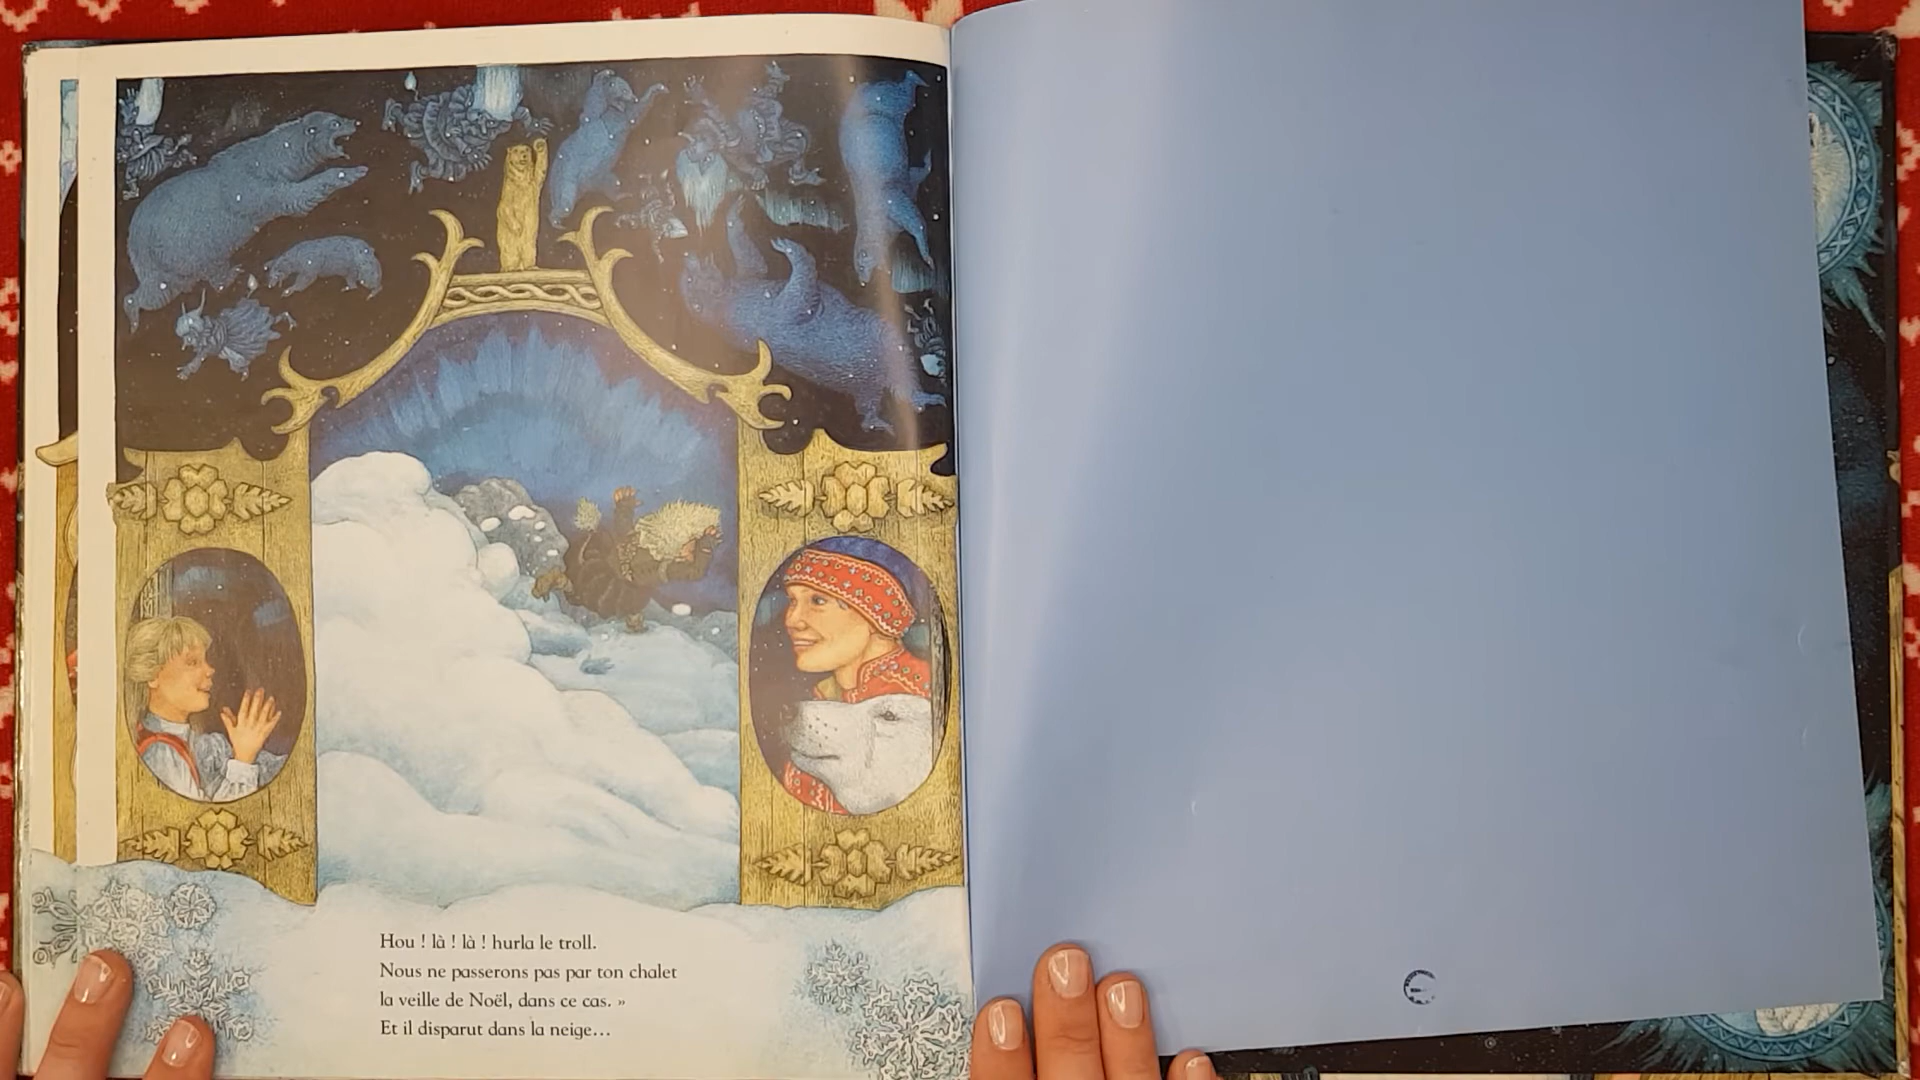 Hou ! là ! là ! hurla le troll.
Nous ne passerons pas par ton chalet
la veille de Noël, dans ce cas. »
Et il disparut dans la neige…